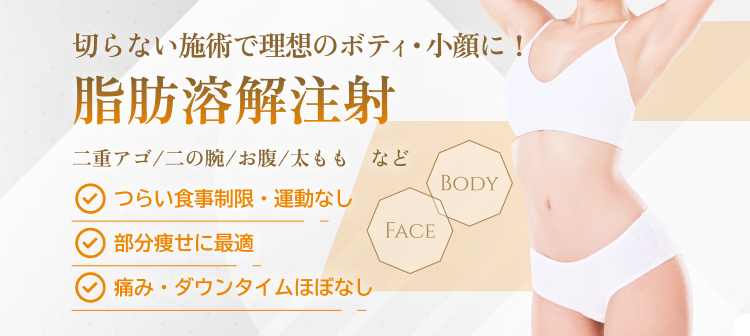 切らない施術で理想のボディ・小顔に！
脂肪溶解注射
二重アゴ/二の腕/お腹/太もも など
つらい食事制限・運動なし
部分痩せに最適
痛み・ダウンタイムほぼなし
BODY
FACE